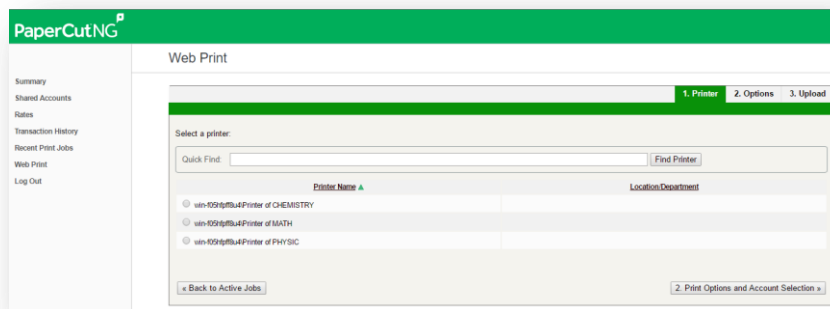 PaperCutNG
Web Print
Summary
Shared Accounts
Rates
Transaction History
Recent Print Jobs
Web Print
Log Out
1. Printer 2. Options 3. Upload
Select a printer:
Quick Find: Find Printer
Printer Name ▲ Location/Department
win-f05hfpff8u4\Printer of CHEMISTRY
win-f05hfpff8u4\Printer of MATH
win-f05hfpff8u4\Printer of PHYSIC
« Back to Active Jobs 2. Print Options and Account Selection »